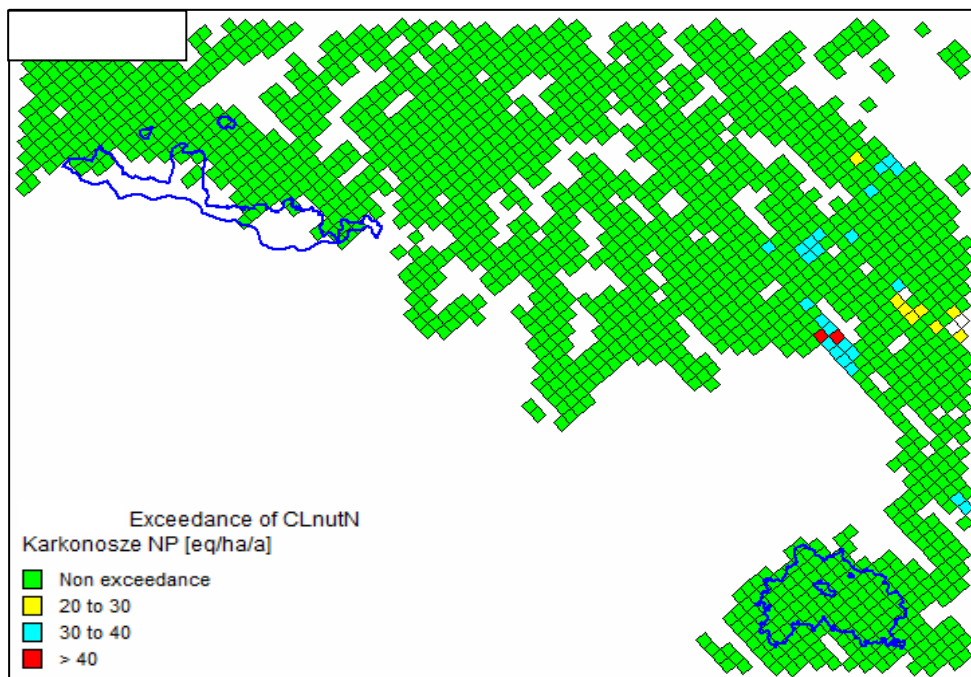 Exceedance of CLnutN
Karkonosze NP [eq/ha/a]
Non exceedance
20 to 30
30 to 40
> 40